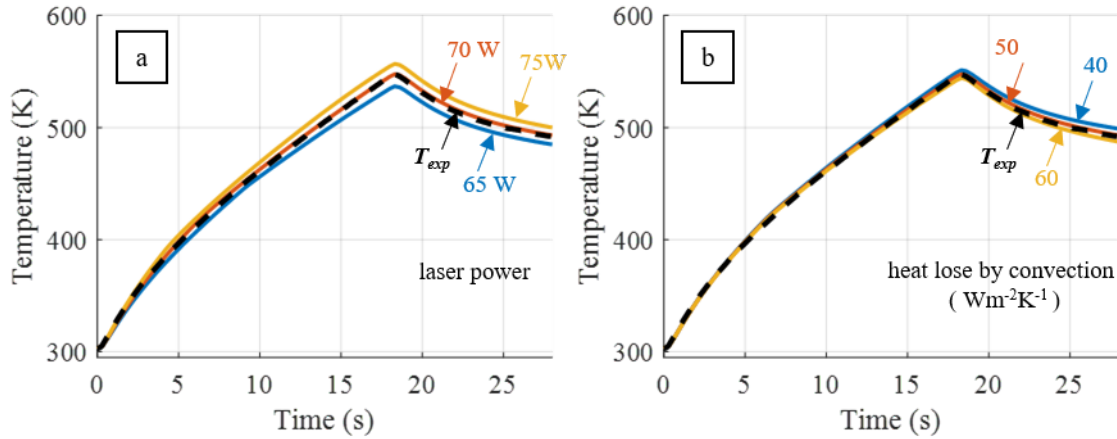 600
500
400
300
Temperature (K)
a
70 W
75W
T_exp
65 W
laser power
0
5
10
15
20
25
Time (s)
600
500
400
300
Temperature (K)
b
50
40
T_exp
60
heat lose by convection
( Wm⁻²K⁻¹ )
0
5
10
15
20
25
Time (s)